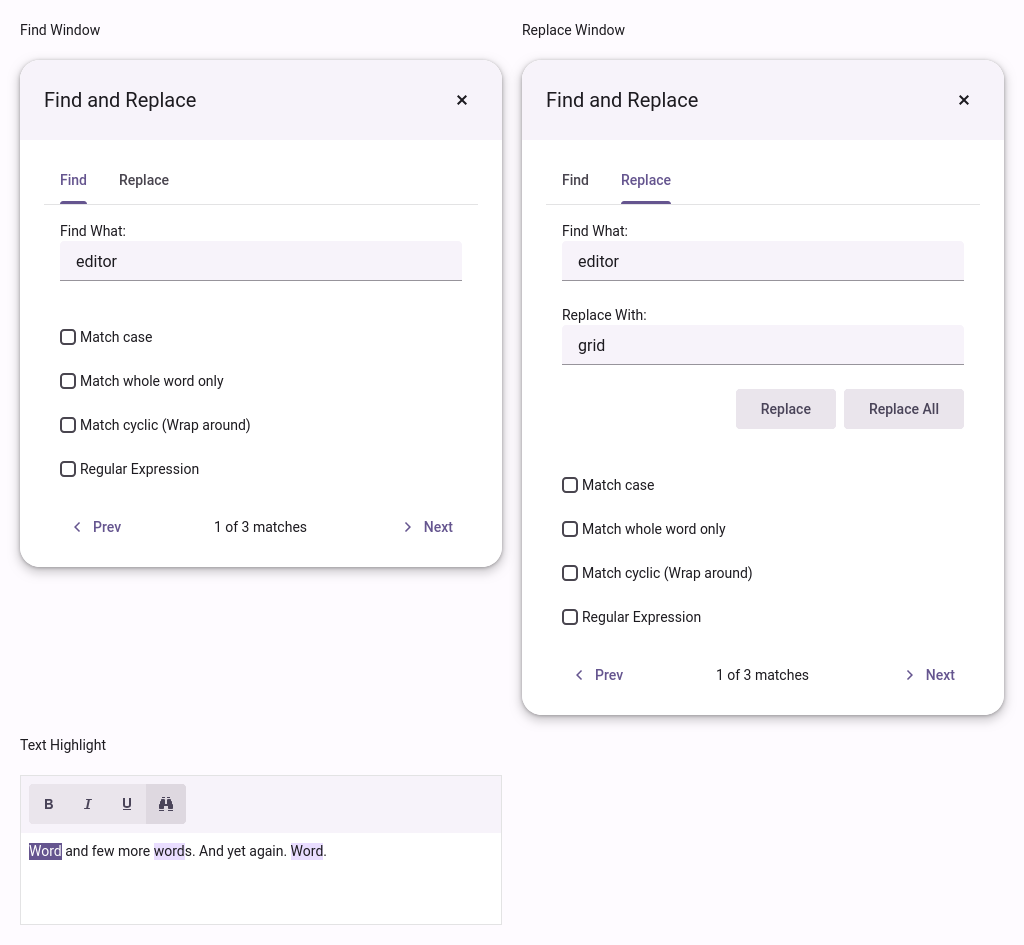 Find Window
Find and Replace
Find Replace
Find What:
editor
Match case
Match whole word only
Match cyclic (Wrap around)
Regular Expression
Prev 1 of 3 matches Next
Replace Window
Find and Replace
Find Replace
Find What:
editor
Replace With:
grid
Replace Replace All
Match case
Match whole word only
Match cyclic (Wrap around)
Regular Expression
Prev 1 of 3 matches Next
Text Highlight
B I U
Word and few more words. And yet again. Word.